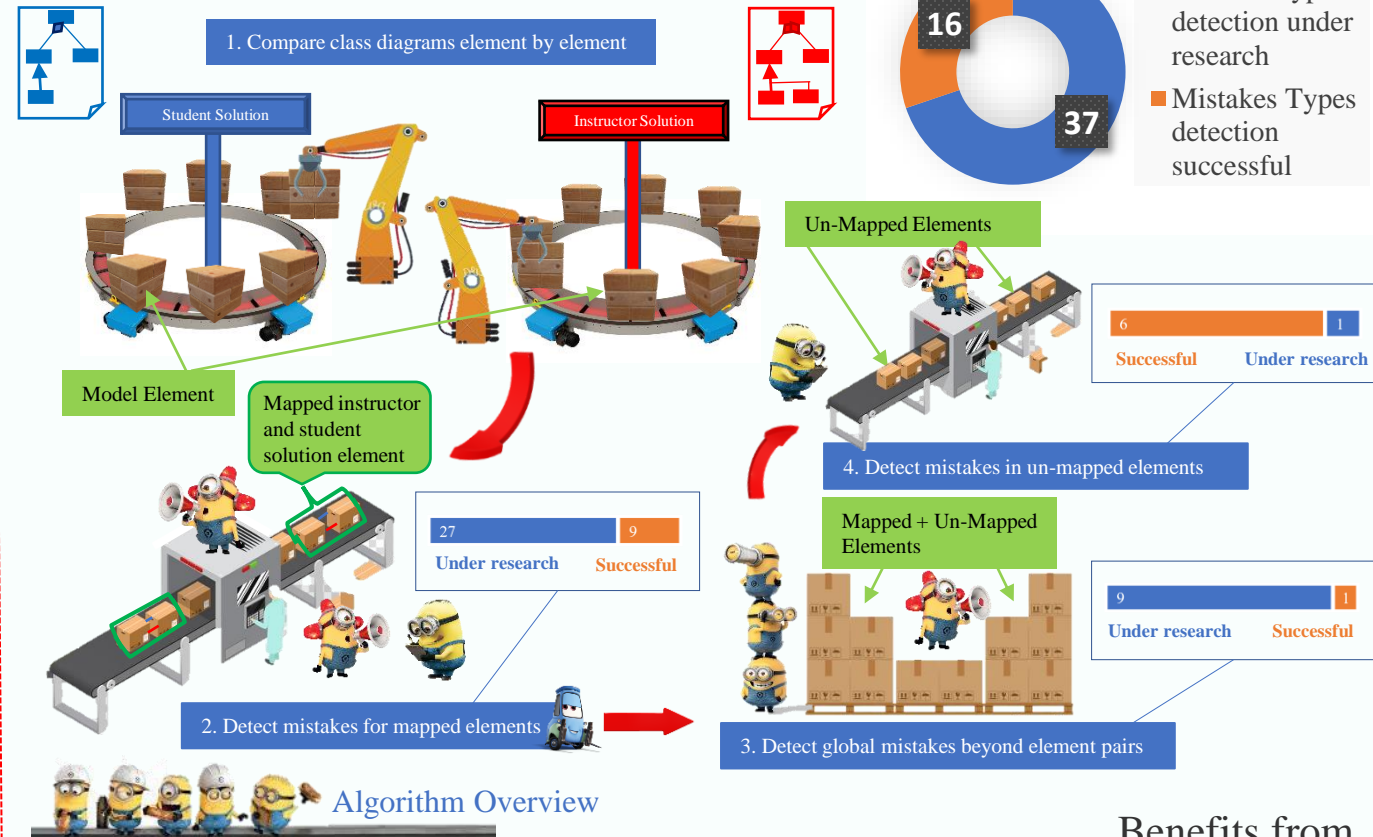 1. Compare class diagrams element by element
16
37
detection under
research
Mistakes Types
detection
successful
Student Solution
Instructor Solution
Model Element
Mapped instructor
and student
solution element
27
9
Under research
Successful
2. Detect mistakes for mapped elements
Un-Mapped Elements
6
1
Successful
Under research
4. Detect mistakes in un-mapped elements
Mapped + Un-Mapped
Elements
9
1
Under research
Successful
3. Detect global mistakes beyond element pairs
Algorithm Overview
Benefits from